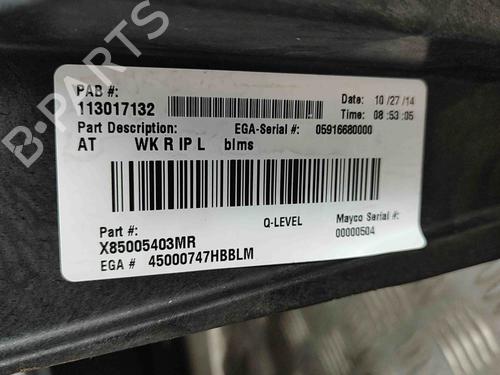 PAB #:
113017132
Date: 10/27/14
Time: 08:53:05
Part Description: EGA-Serial #: 05916680000
AT WK R IP L blms
Q-LEVEL
Mayco Serial #:
00000504
Part #:
X85005403MR
EGA # 45000747HBBLM
B-PARTS